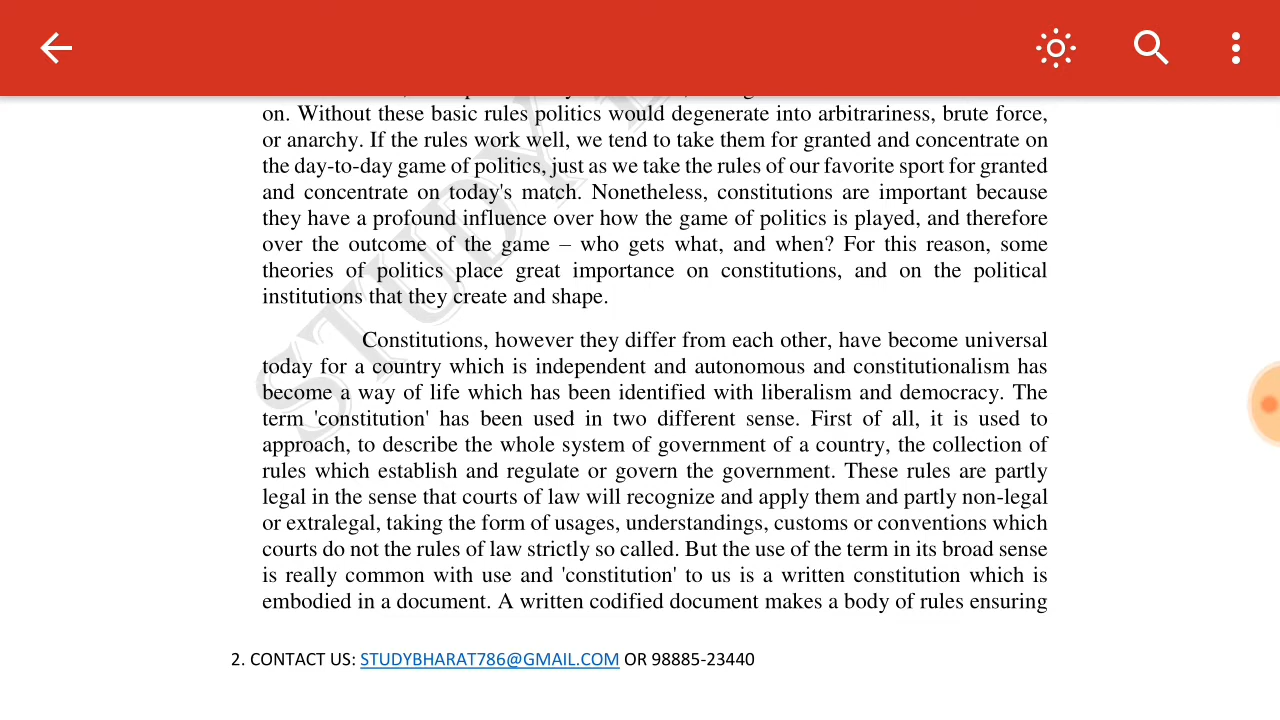 on. Without these basic rules politics would degenerate into arbitrariness, brute force,
or anarchy. If the rules work well, we tend to take them for granted and concentrate on
the day-to-day game of politics, just as we take the rules of our favorite sport for granted
and concentrate on today's match. Nonetheless, constitutions are important because
they have a profound influence over how the game of politics is played, and therefore
over the outcome of the game – who gets what, and when? For this reason, some
theories of politics place great importance on constitutions, and on the political
institutions that they create and shape.
Constitutions, however they differ from each other, have become universal
today for a country which is independent and autonomous and constitutionalism has
become a way of life which has been identified with liberalism and democracy. The
term 'constitution' has been used in two different sense. First of all, it is used to
approach, to describe the whole system of government of a country, the collection of
rules which establish and regulate or govern the government. These rules are partly
legal in the sense that courts of law will recognize and apply them and partly non-legal
or extralegal, taking the form of usages, understandings, customs or conventions which
courts do not the rules of law strictly so called. But the use of the term in its broad sense
is really common with use and 'constitution' to us is a written constitution which is
embodied in a document. A written codified document makes a body of rules ensuring
2. CONTACT US: STUDYBHARAT786@GMAIL.COM OR 98885-23440
STUDY